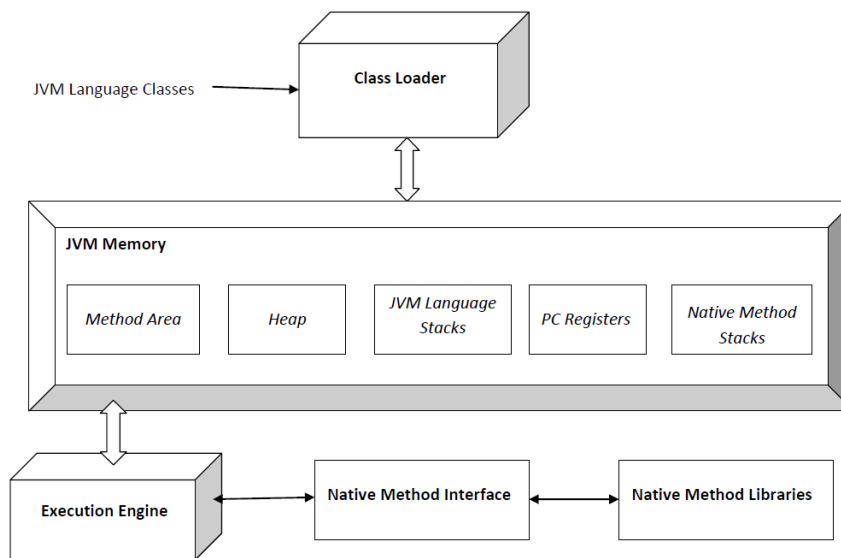 Class Loader
JVM Language Classes
JVM Memory
Method Area
Heap
JVM Language
Stacks
PC Registers
Native Method
Stacks
Execution Engine
Native Method Interface
Native Method Libraries